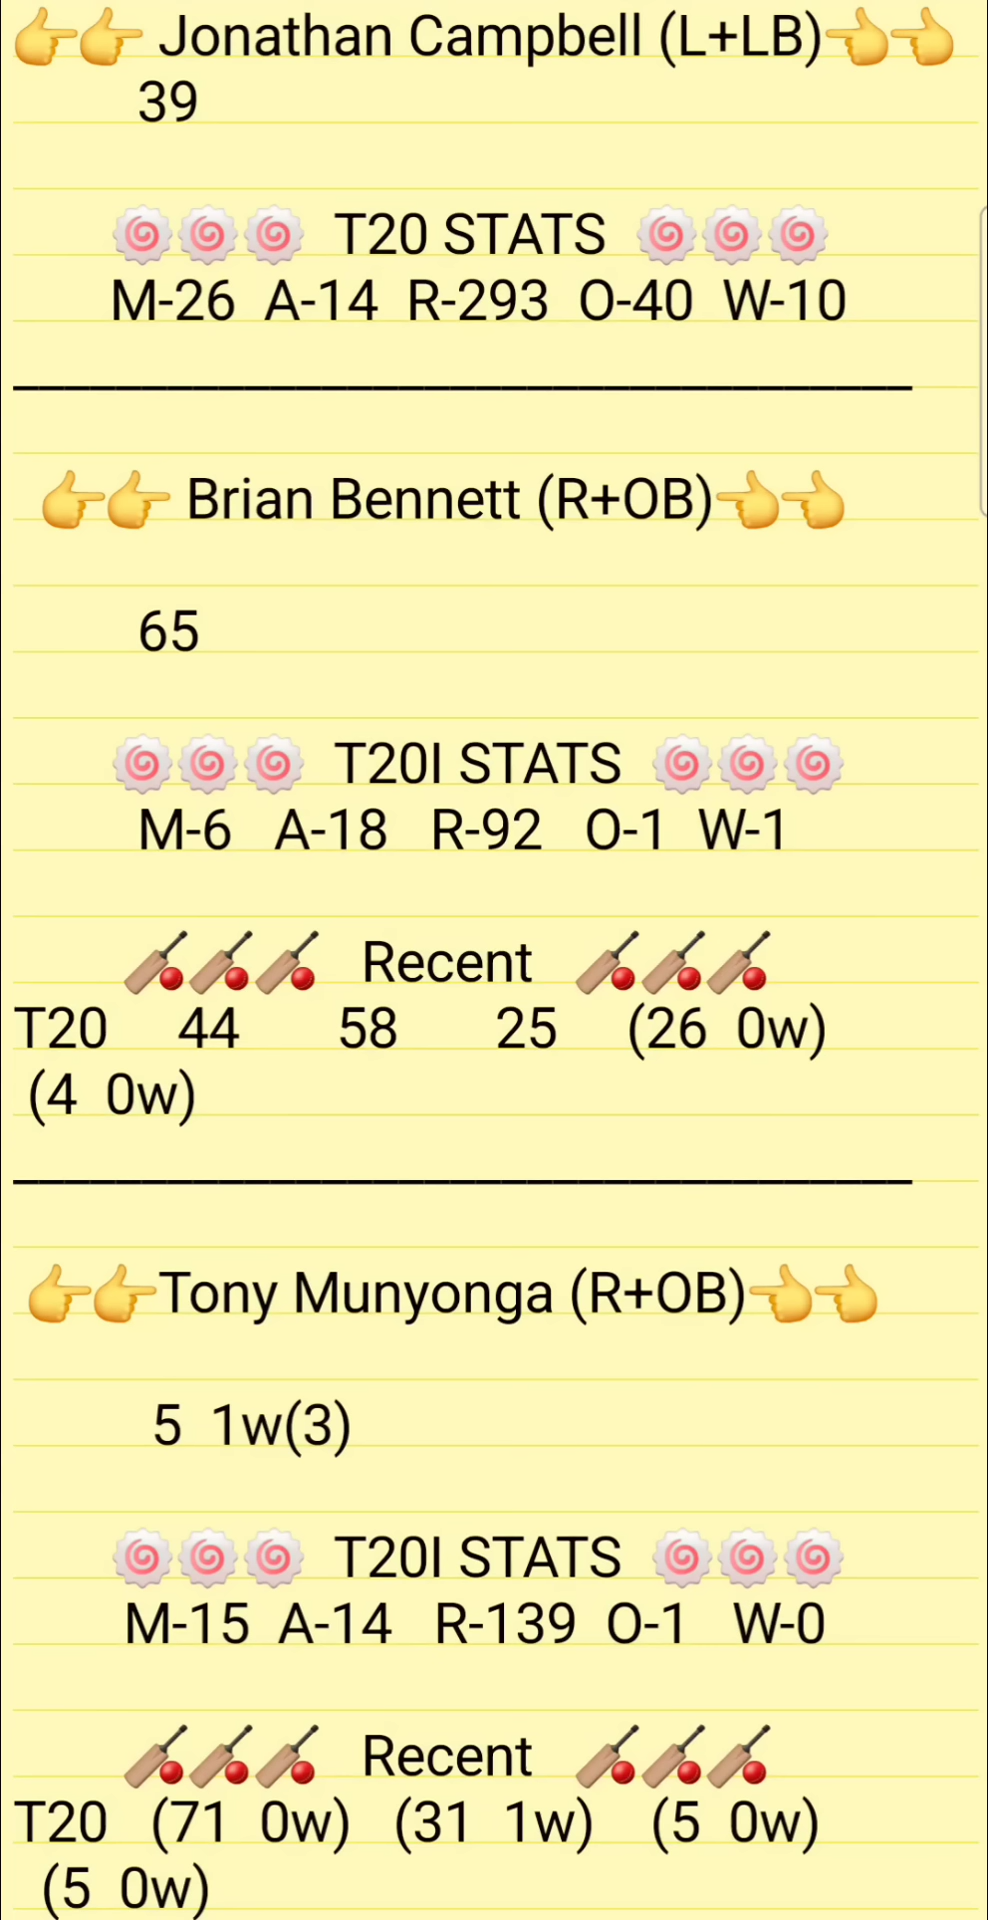 👉👉 Jonathan Campbell (L+LB)👈👈
39
🍥🍥🍥 T20 STATS 🍥🍥🍥
M-26 A-14 R-293 O-40 W-10
___________________________________
👉👉 Brian Bennett (R+OB)👈👈
65
🍥🍥🍥 T20I STATS 🍥🍥🍥
M-6 A-18 R-92 O-1 W-1
🏏🏏🏏 Recent 🏏🏏🏏
T20 44 58 25 (26 0w)
(4 0w)
___________________________________
👉👉Tony Munyonga (R+OB)👈👈
5 1w(3)
🍥🍥🍥 T20I STATS 🍥🍥🍥
M-15 A-14 R-139 O-1 W-0
🏏🏏🏏 Recent 🏏🏏🏏
T20 (71 0w) (31 1w) (5 0w)
(5 0w)